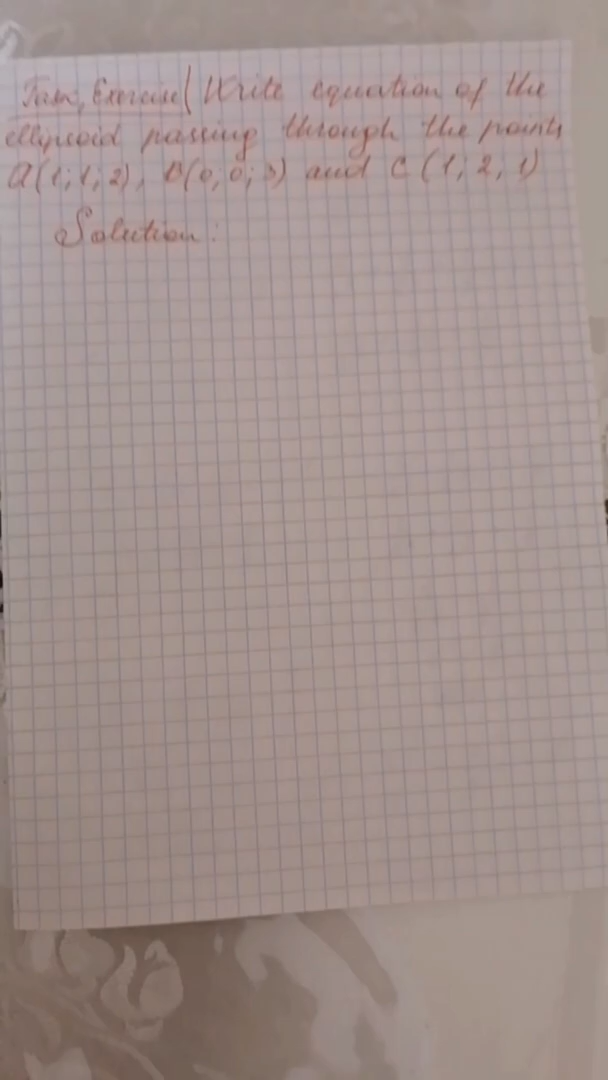 Task, Exercise( Write equation of the
ellipsoid passing through the points
A(1; 1; 2), B(0, 0; 3) and C (1; 2, 1)
Solution: